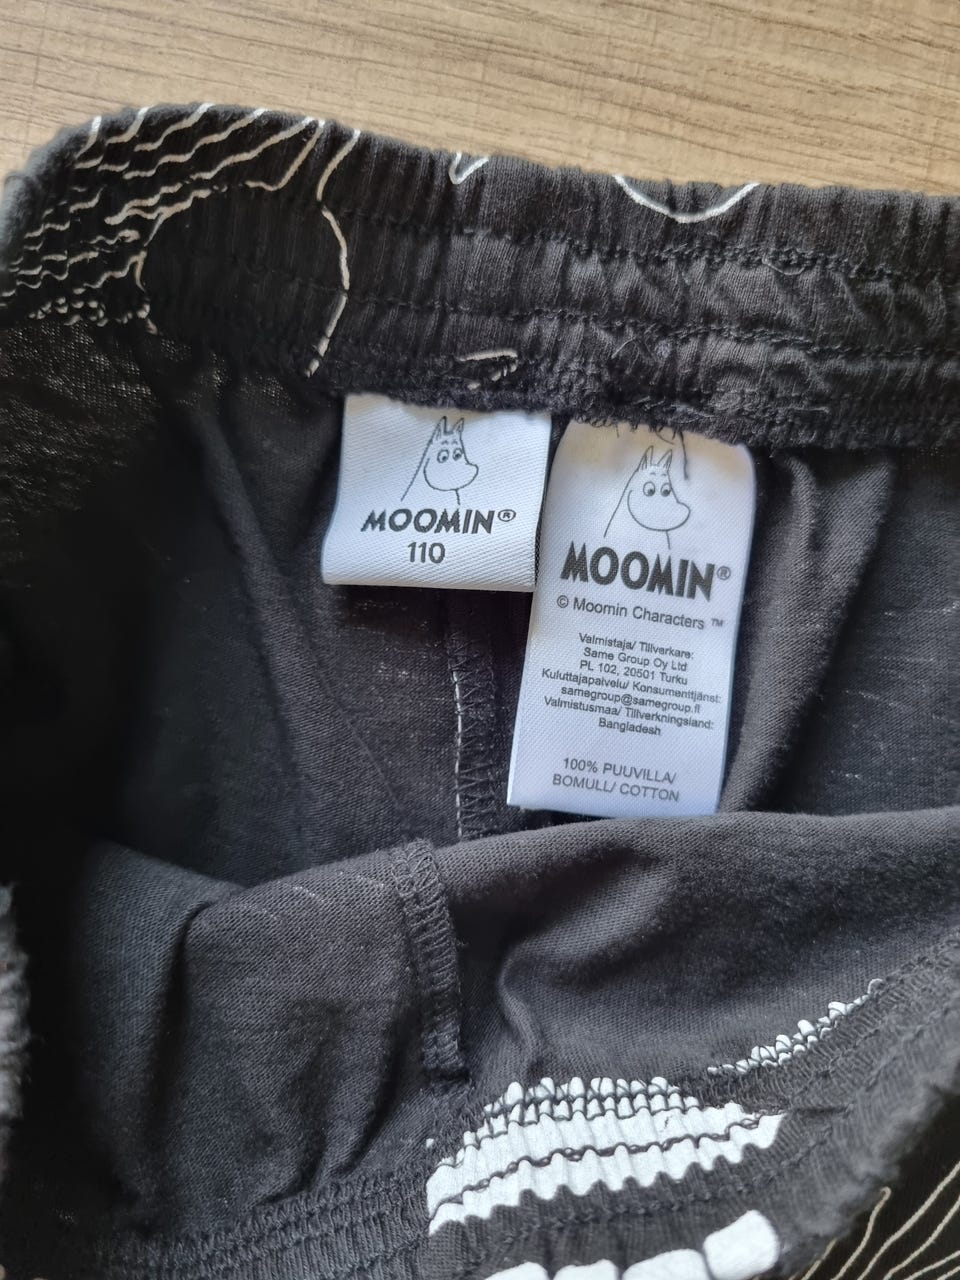 MOOMIN®
110
MOOMIN®
© Moomin Characters ™
Valmistaja/ Tillverkare:
Same Group Oy Ltd
PL 102, 20501 Turku
Kuluttajapalvelu/ Konsumenttjänst:
samegroup@samegroup.fi
Valmistusmaa/ Tillverkningsland:
Bangladesh
100% PUUVILLA/
BOMULL/ COTTON